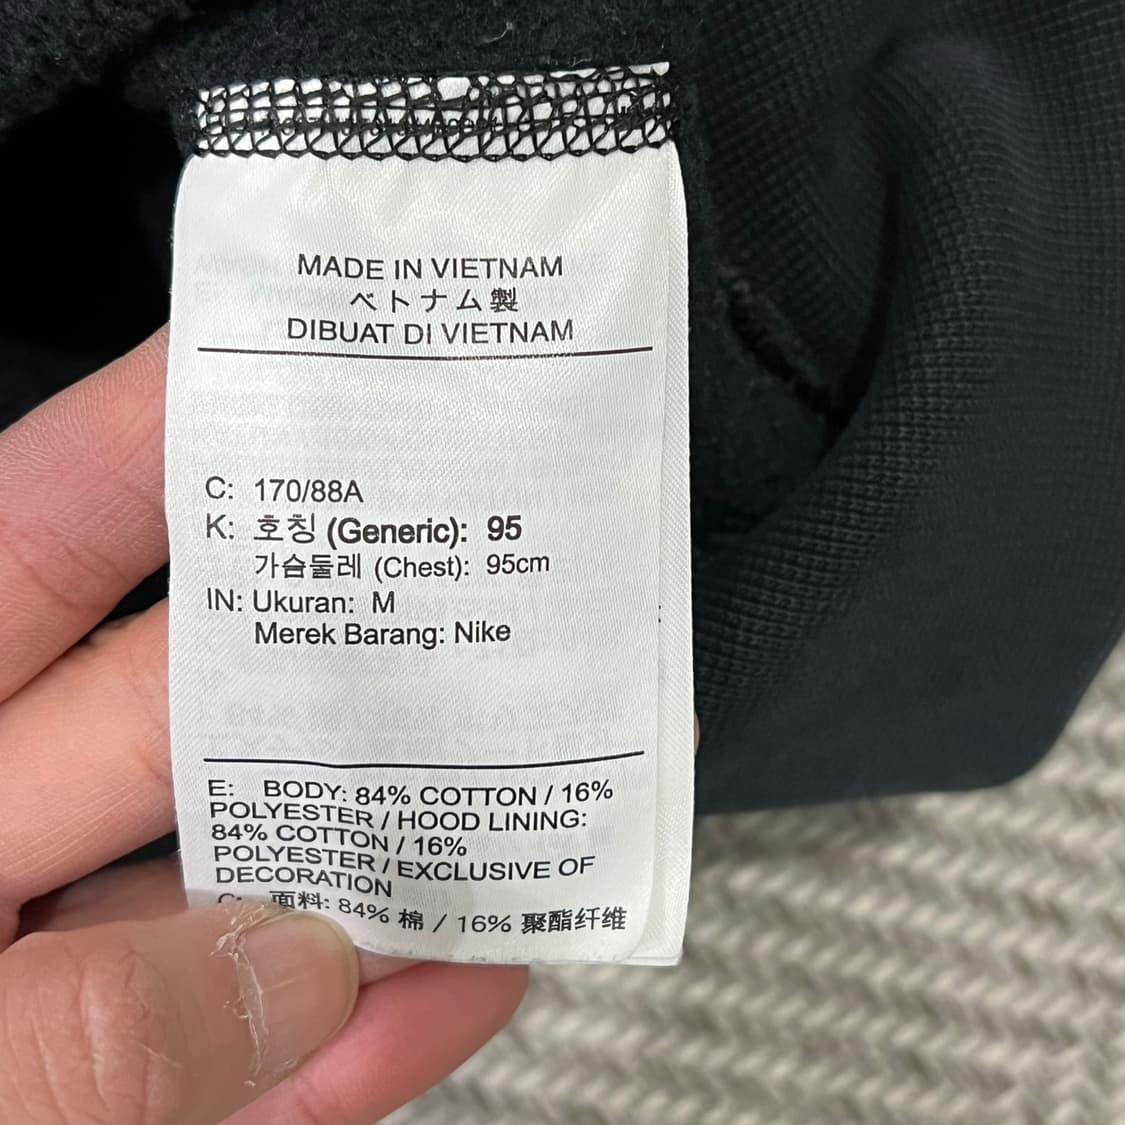 MADE IN VIETNAM
ベトナム製
DIBUAT DI VIETNAM
C: 170/88A
K: 호칭 (Generic): 95
가슴둘레 (Chest): 95cm
IN: Ukuran: M
Merek Barang: Nike
E: BODY: 84% COTTON / 16%
POLYESTER / HOOD LINING:
84% COTTON / 16%
POLYESTER / EXCLUSIVE OF
DECORATION
C: 面料: 84% 棉 / 16% 聚酯纤维